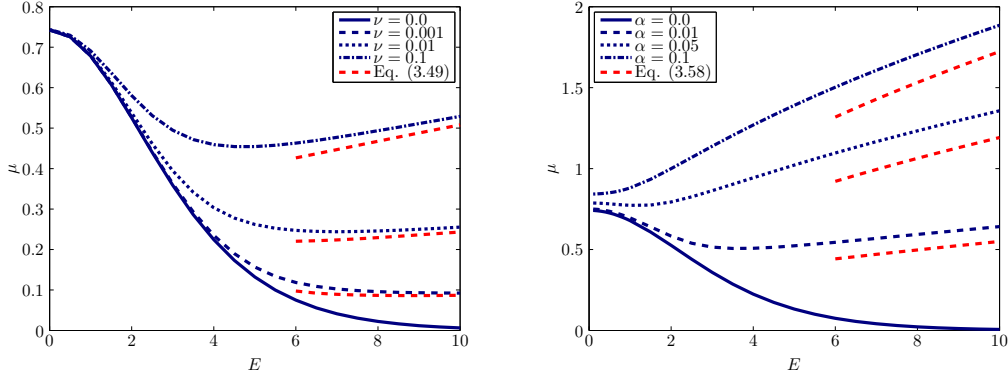 0.8
0.7
0.6
0.5
0.4
0.3
0.2
0.1
0
μ
0 2 4 6 8 10
E
ν = 0.0
ν = 0.001
ν = 0.01
ν = 0.1
Eq. (3.49)
2
1.5
1
0.5
0
μ
0 2 4 6 8 10
E
α = 0.0
α = 0.01
α = 0.05
α = 0.1
Eq. (3.58)